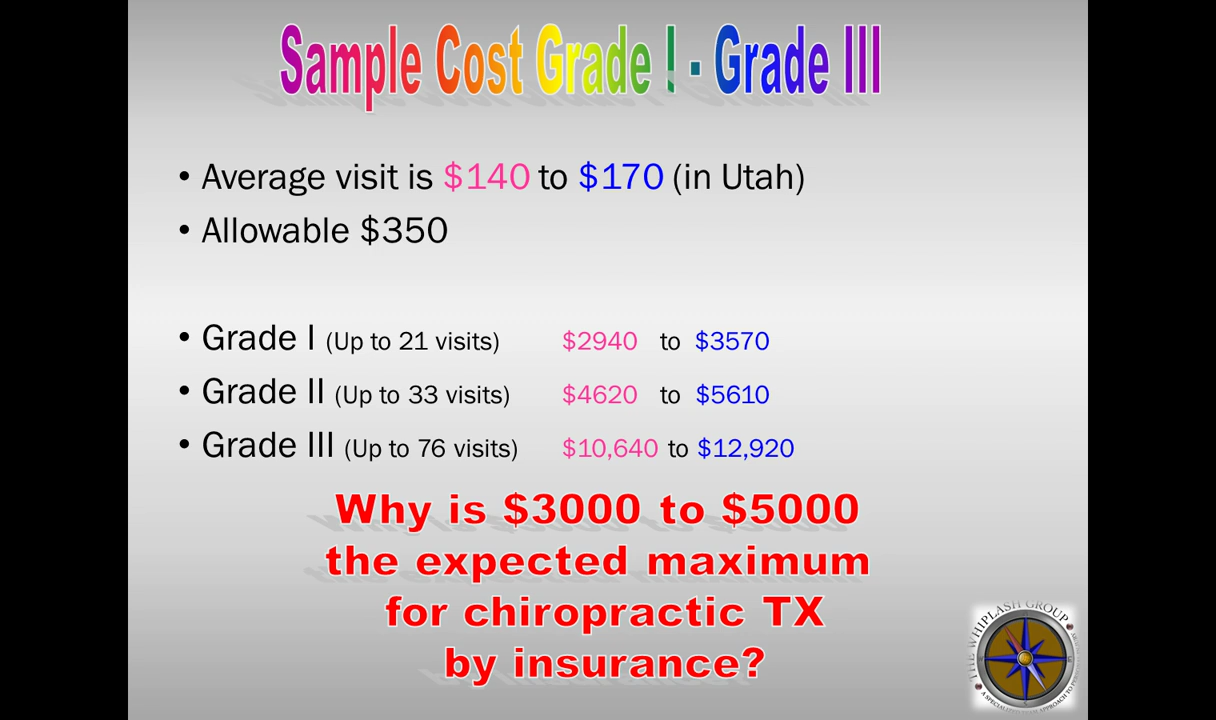 Sample Cost Grade I - Grade III
• Average visit is $140 to $170 (in Utah)
• Allowable $350
• Grade I (Up to 21 visits) $2940 to $3570
• Grade II (Up to 33 visits) $4620 to $5610
• Grade III (Up to 76 visits) $10,640 to $12,920
Why is $3000 to $5000
the expected maximum
for chiropractic TX
by insurance?
THE WHIPLASH GROUP